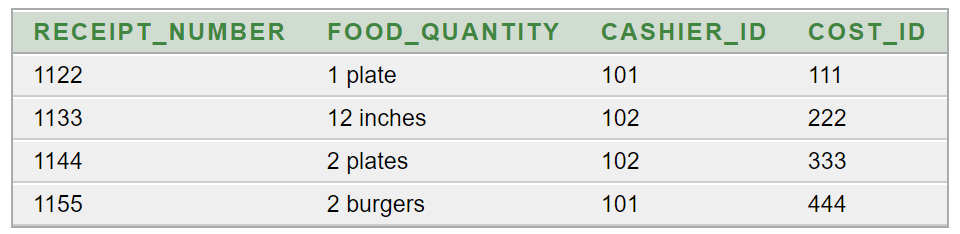 RECEIPT_NUMBER FOOD_QUANTITY CASHIER_ID COST_ID
1122 1 plate 101 111
1133 12 inches 102 222
1144 2 plates 102 333
1155 2 burgers 101 444